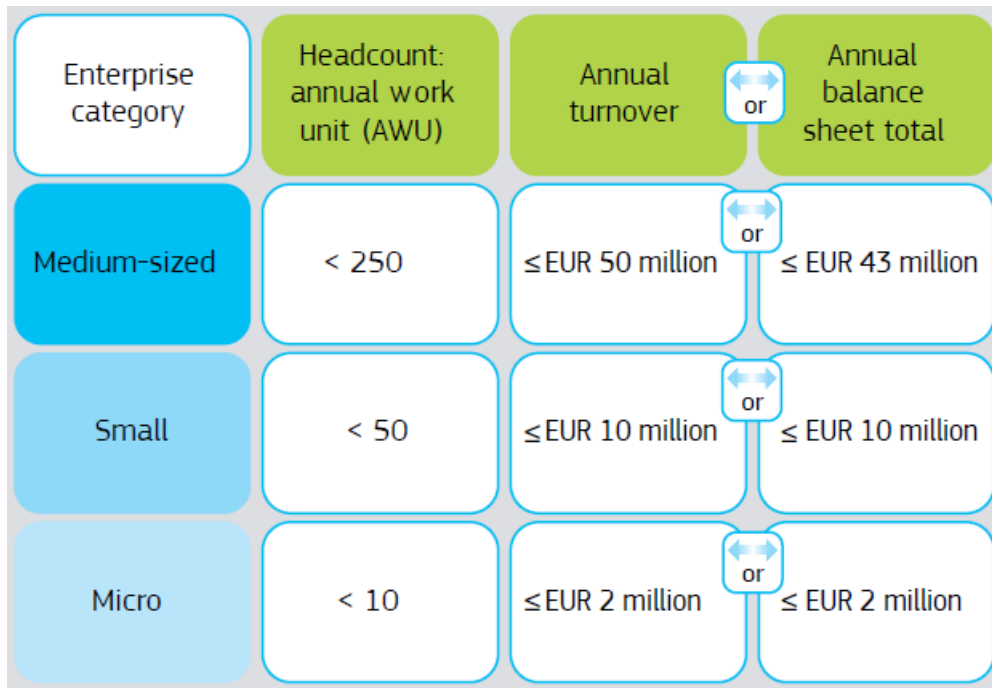 Enterprise
category
Headcount:
annual work
unit (AWU)
Annual
turnover
or
Annual
balance
sheet total
Medium-sized
< 250
≤EUR 50 million
or
≤ EUR 43 million
Small
< 50
≤EUR 10 million
or
≤ EUR 10 million
Micro
< 10
≤EUR 2 million
or
≤ EUR 2 million